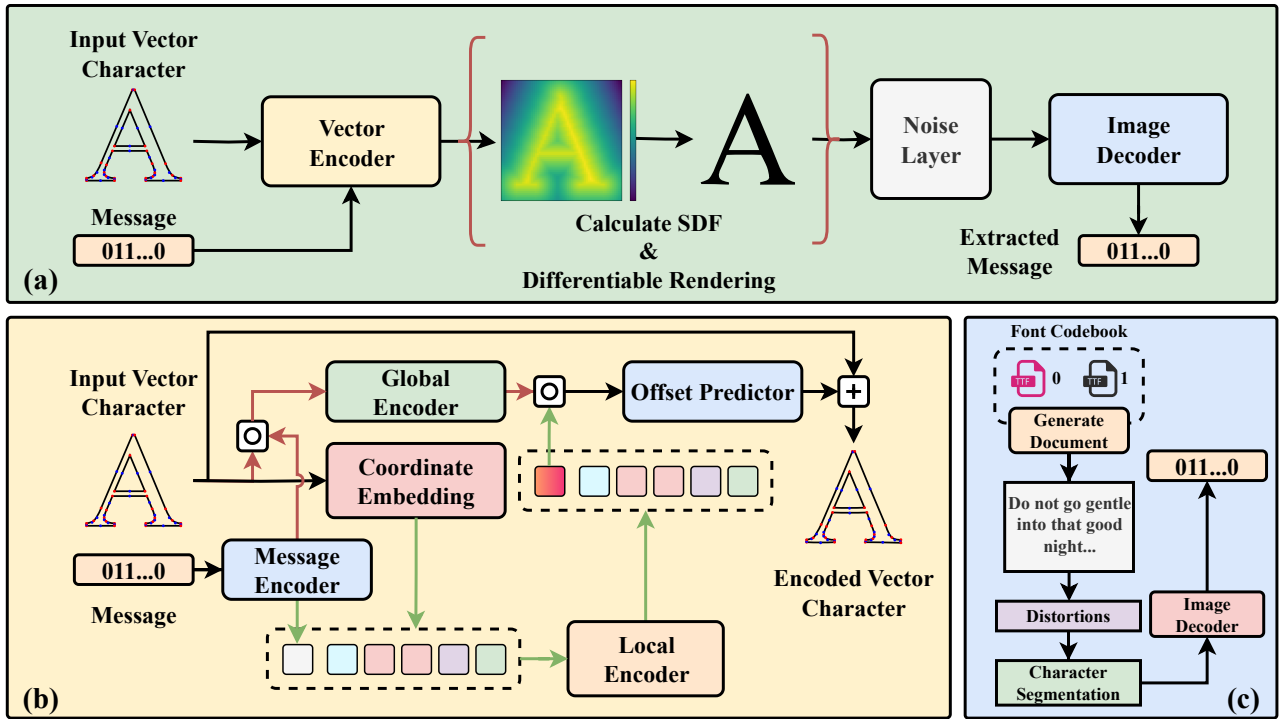 Input Vector
Character
Message
011...0
Vector
Encoder
Calculate SDF
&
Differentiable Rendering
Noise
Layer
Image
Decoder
Extracted
Message
011...0
(a)
Input Vector
Character
011...0
Message
Message
Encoder
Global
Encoder
Coordinate
Embedding
Offset Predictor
Local
Encoder
Encoded Vector
Character
(b)
Font Codebook
TTF 0
TTF 1
Generate
Document
Do not go gentle
into that good
night...
Distortions
Character
Segmentation
Image
Decoder
011...0
(c)